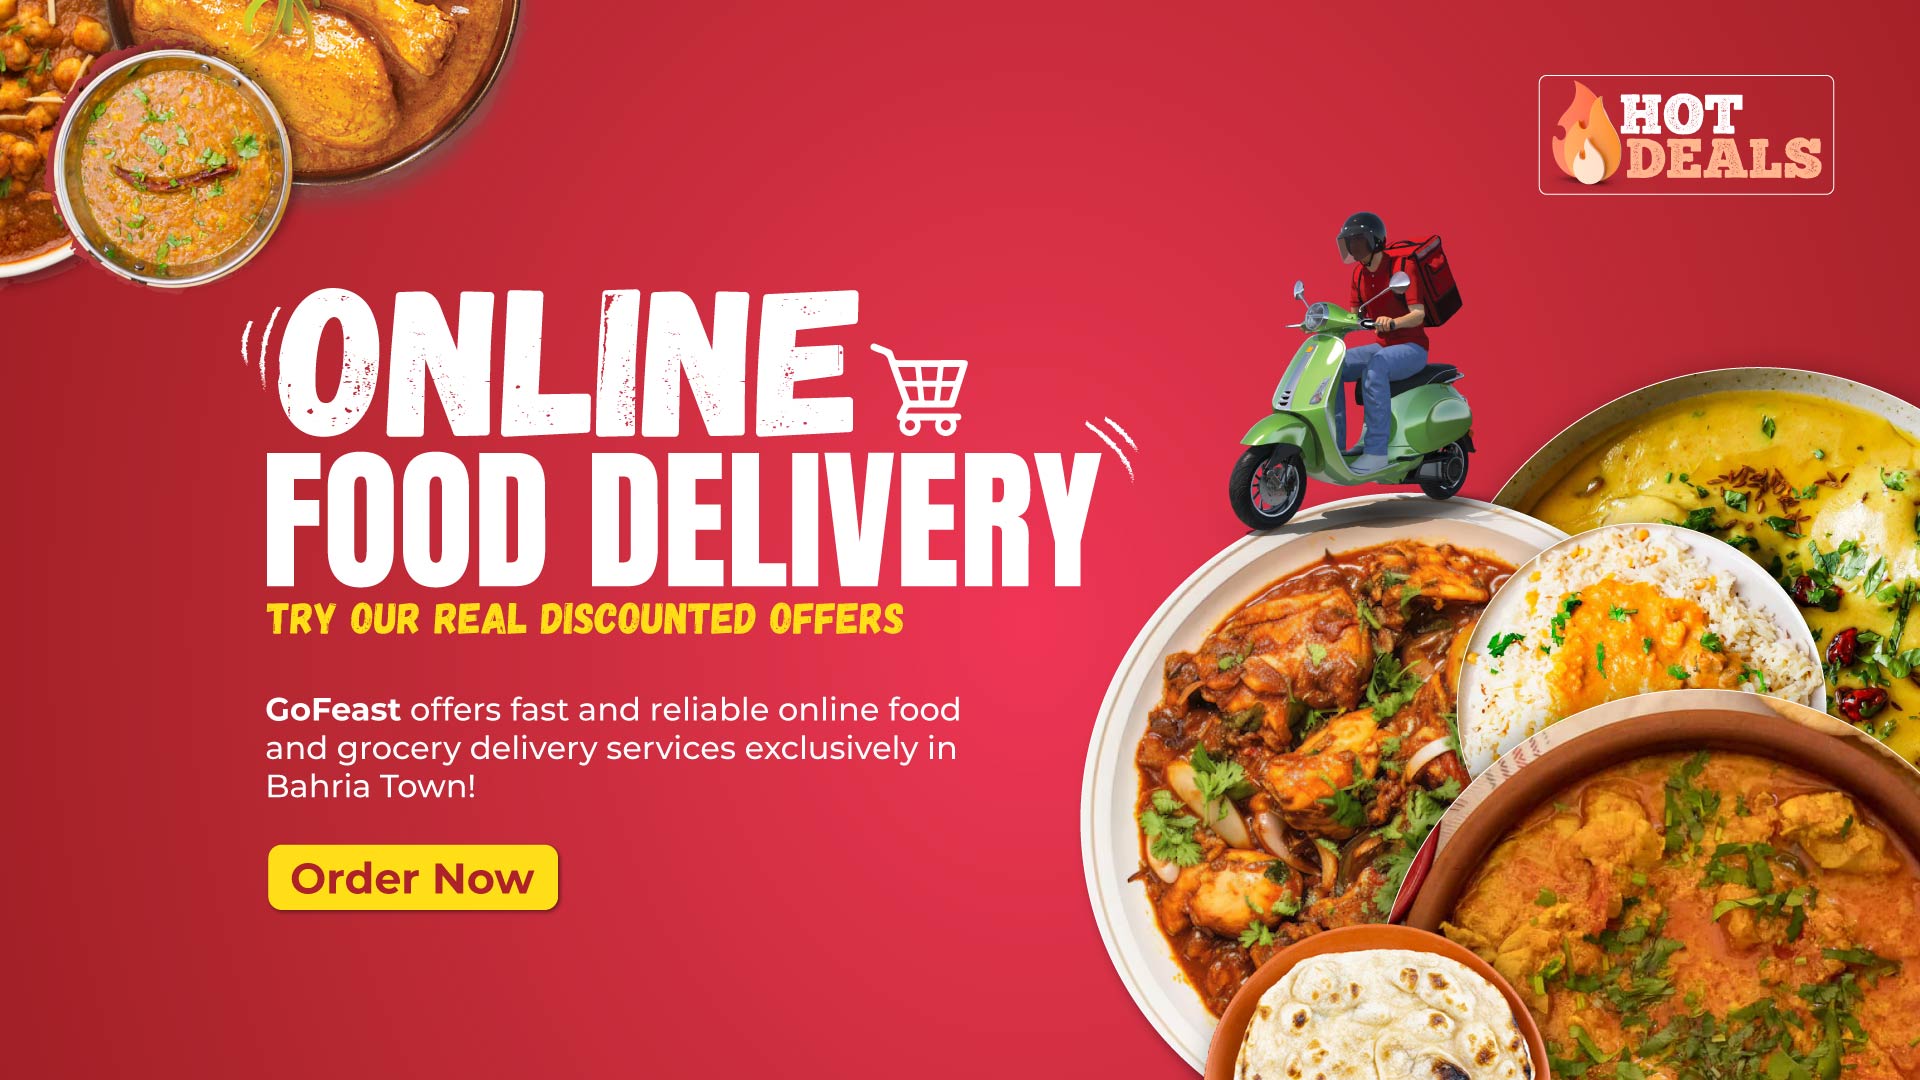 HOT
DEALS
ONLINE
FOOD DELIVERY
TRY OUR REAL DISCOUNTED OFFERS
GoFeast offers fast and reliable online food
and grocery delivery services exclusively in
Bahria Town!
Order Now